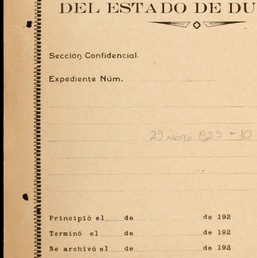 DEL ESTADO DE DU
Sección Confidencial.
Expediente Núm.
29 AGOSTO 1923 - 10
Principió el de de 192
Terminó el de de 192
Se archivó el de de 192